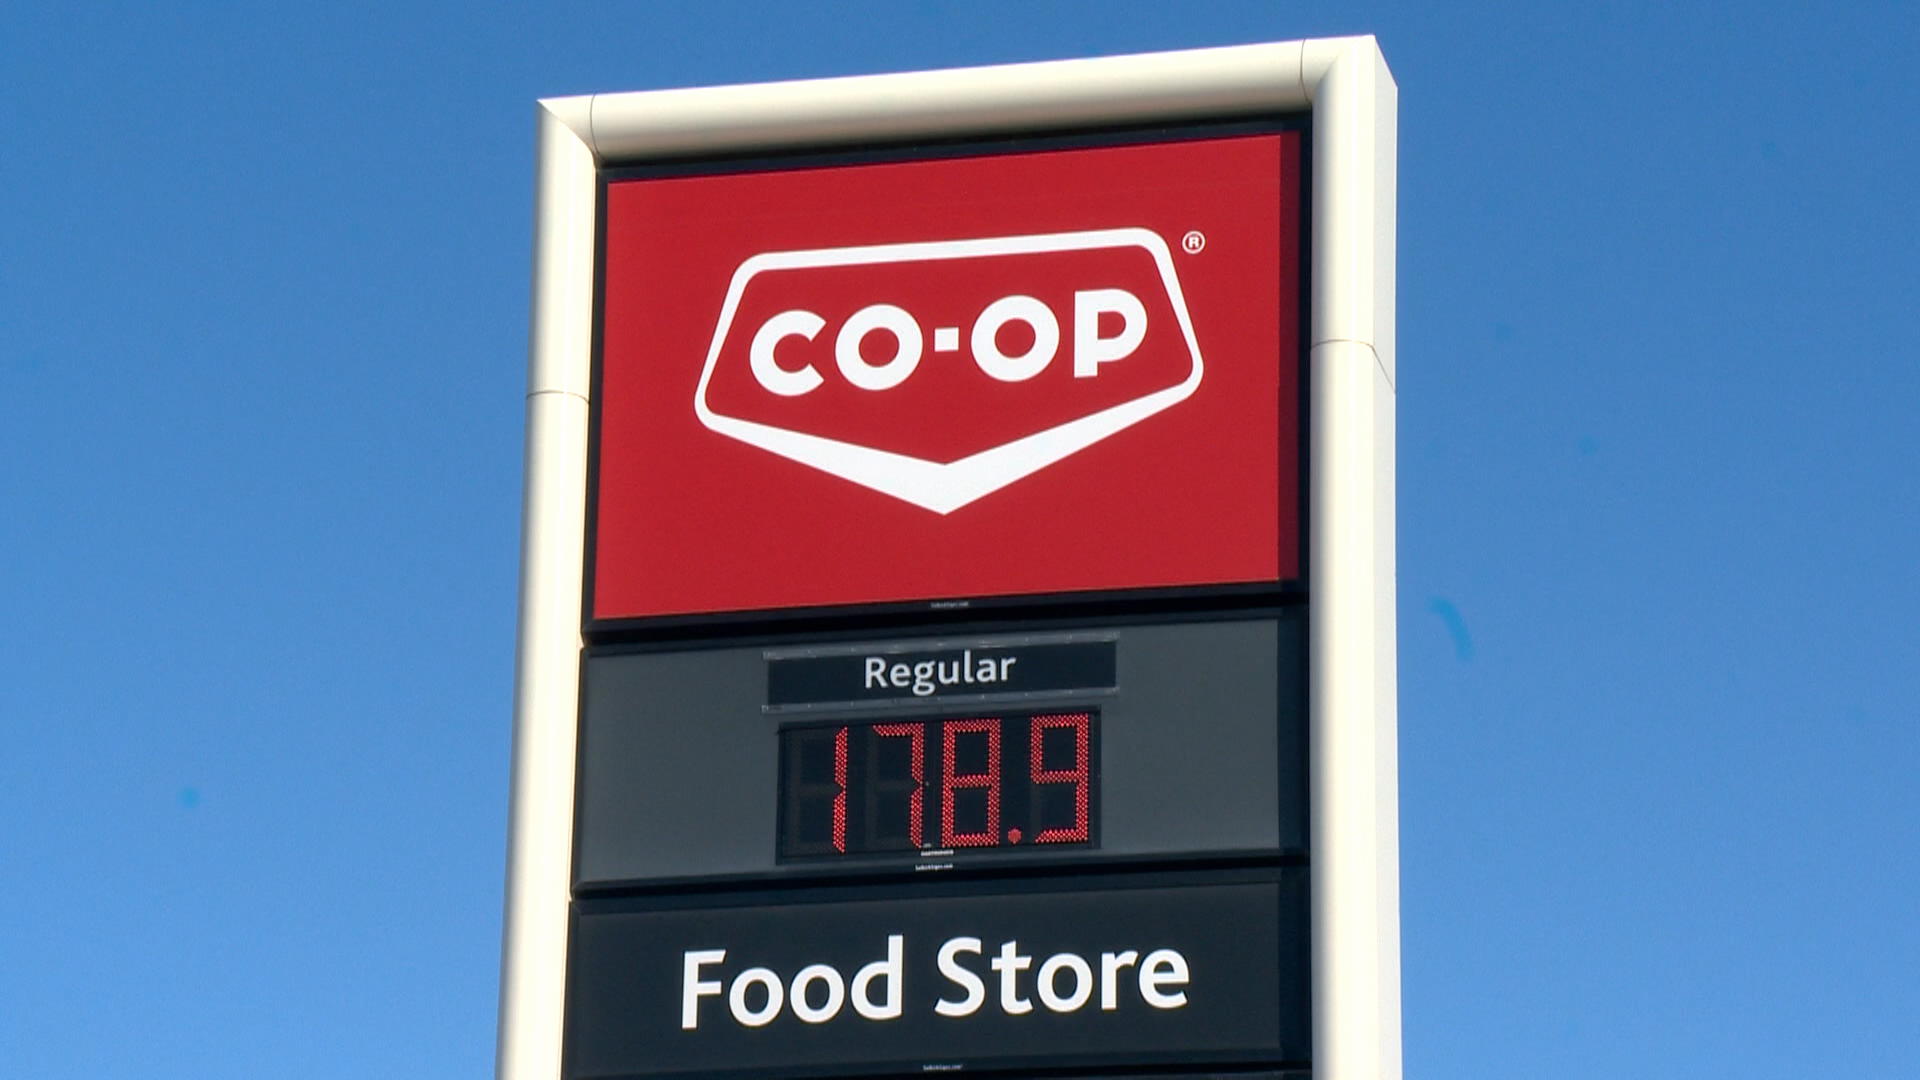 CO-OP®
Regular
178.9
Food Store